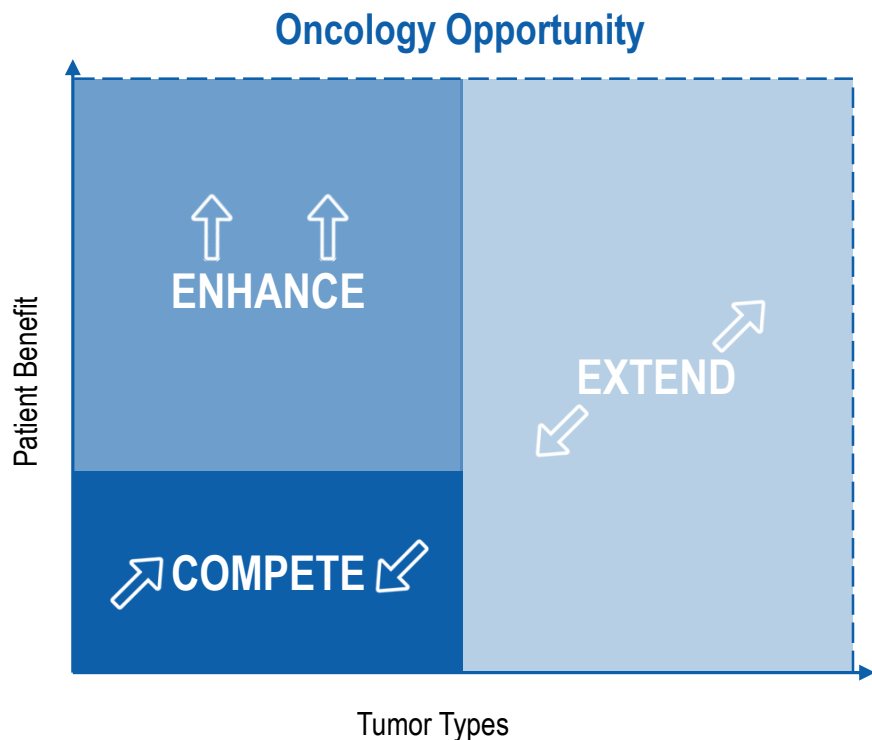 Oncology Opportunity
ENHANCE
EXTEND
COMPETE
Patient Benefit
Tumor Types